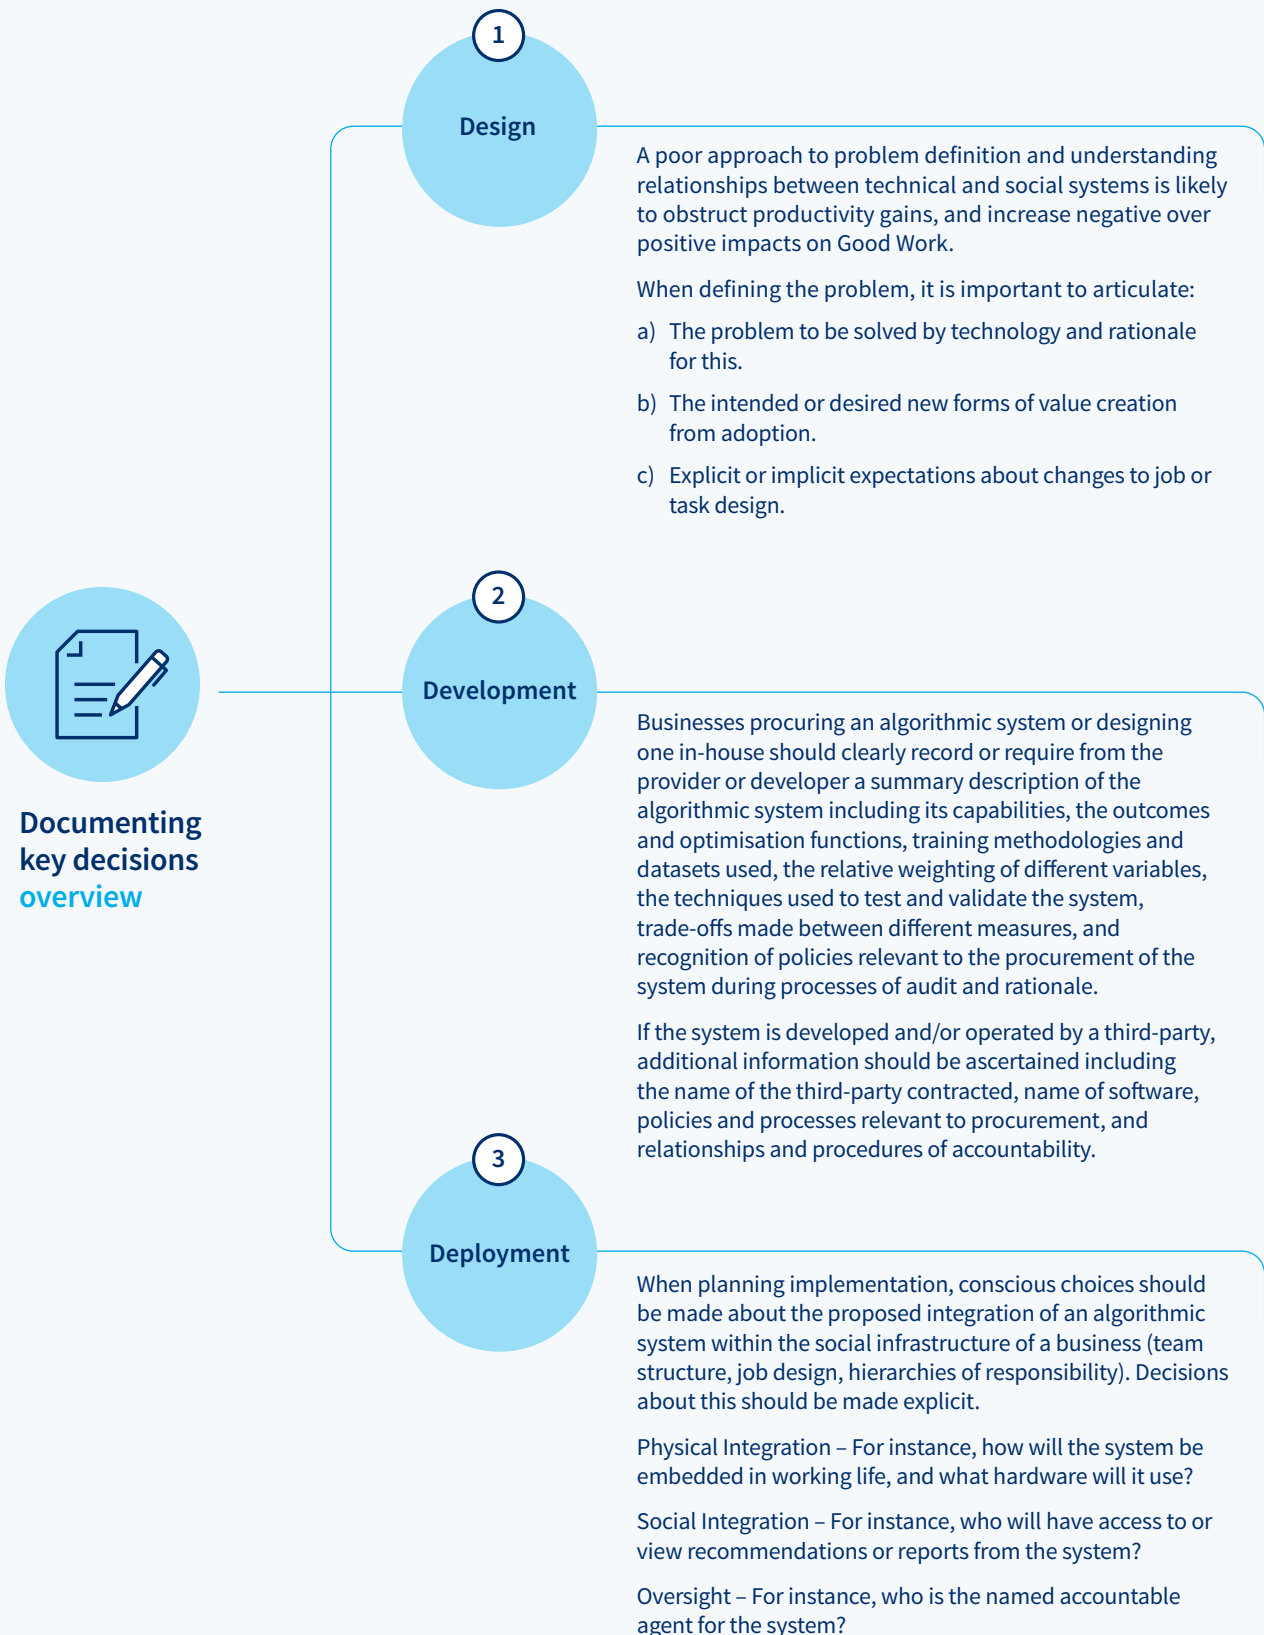 1
Design
A poor approach to problem definition and understanding
relationships between technical and social systems is likely
to obstruct productivity gains, and increase negative over
positive impacts on Good Work.
When defining the problem, it is important to articulate:
a) The problem to be solved by technology and rationale
for this.
b) The intended or desired new forms of value creation
from adoption.
c) Explicit or implicit expectations about changes to job or
task design.
Documenting
key decisions
overview
2
Development
Businesses procuring an algorithmic system or designing
one in-house should clearly record or require from the
provider or developer a summary description of the
algorithmic system including its capabilities, the outcomes
and optimisation functions, training methodologies and
datasets used, the relative weighting of different variables,
the techniques used to test and validate the system,
trade-offs made between different measures, and
recognition of policies relevant to the procurement of the
system during processes of audit and rationale.
If the system is developed and/or operated by a third-party,
additional information should be ascertained including
the name of the third-party contracted, name of software,
policies and processes relevant to procurement, and
relationships and procedures of accountability.
3
Deployment
When planning implementation, conscious choices should
be made about the proposed integration of an algorithmic
system within the social infrastructure of a business (team
structure, job design, hierarchies of responsibility). Decisions
about this should be made explicit.
Physical Integration – For instance, how will the system be
embedded in working life, and what hardware will it use?
Social Integration – For instance, who will have access to or
view recommendations or reports from the system?
Oversight – For instance, who is the named accountable
agent for the system?